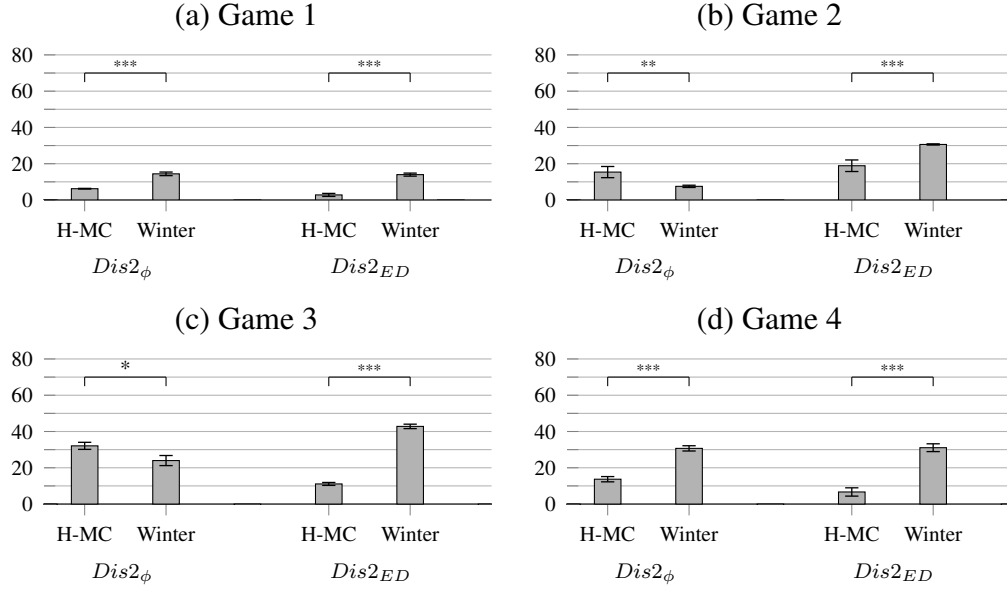 (a) Game 1
80
60
40
20
0
*** ***
H-MC Winter H-MC Winter
Dis2_ϕ Dis2_ED
(b) Game 2
80
60
40
20
0
** ***
H-MC Winter H-MC Winter
Dis2_ϕ Dis2_ED
(c) Game 3
80
60
40
20
0
* ***
H-MC Winter H-MC Winter
Dis2_ϕ Dis2_ED
(d) Game 4
80
60
40
20
0
*** ***
H-MC Winter H-MC Winter
Dis2_ϕ Dis2_ED